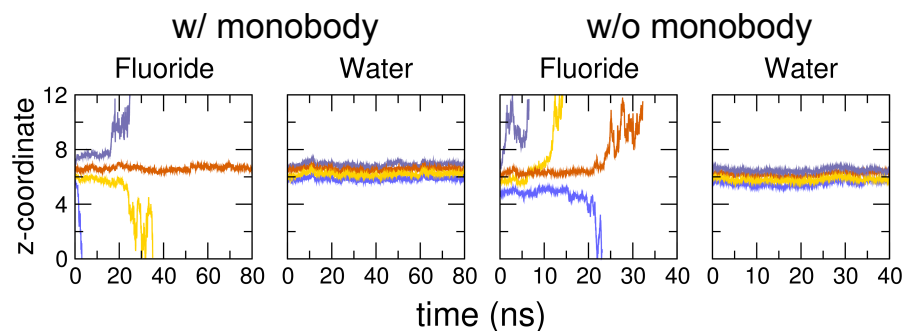 w/ monobody w/o monobody
Fluoride Water Fluoride Water
z-coordinate
12
8
4
0
0 20 40 60 80 0 20 40 60 80 0 10 20 30 40 0 10 20 30 40
time (ns)